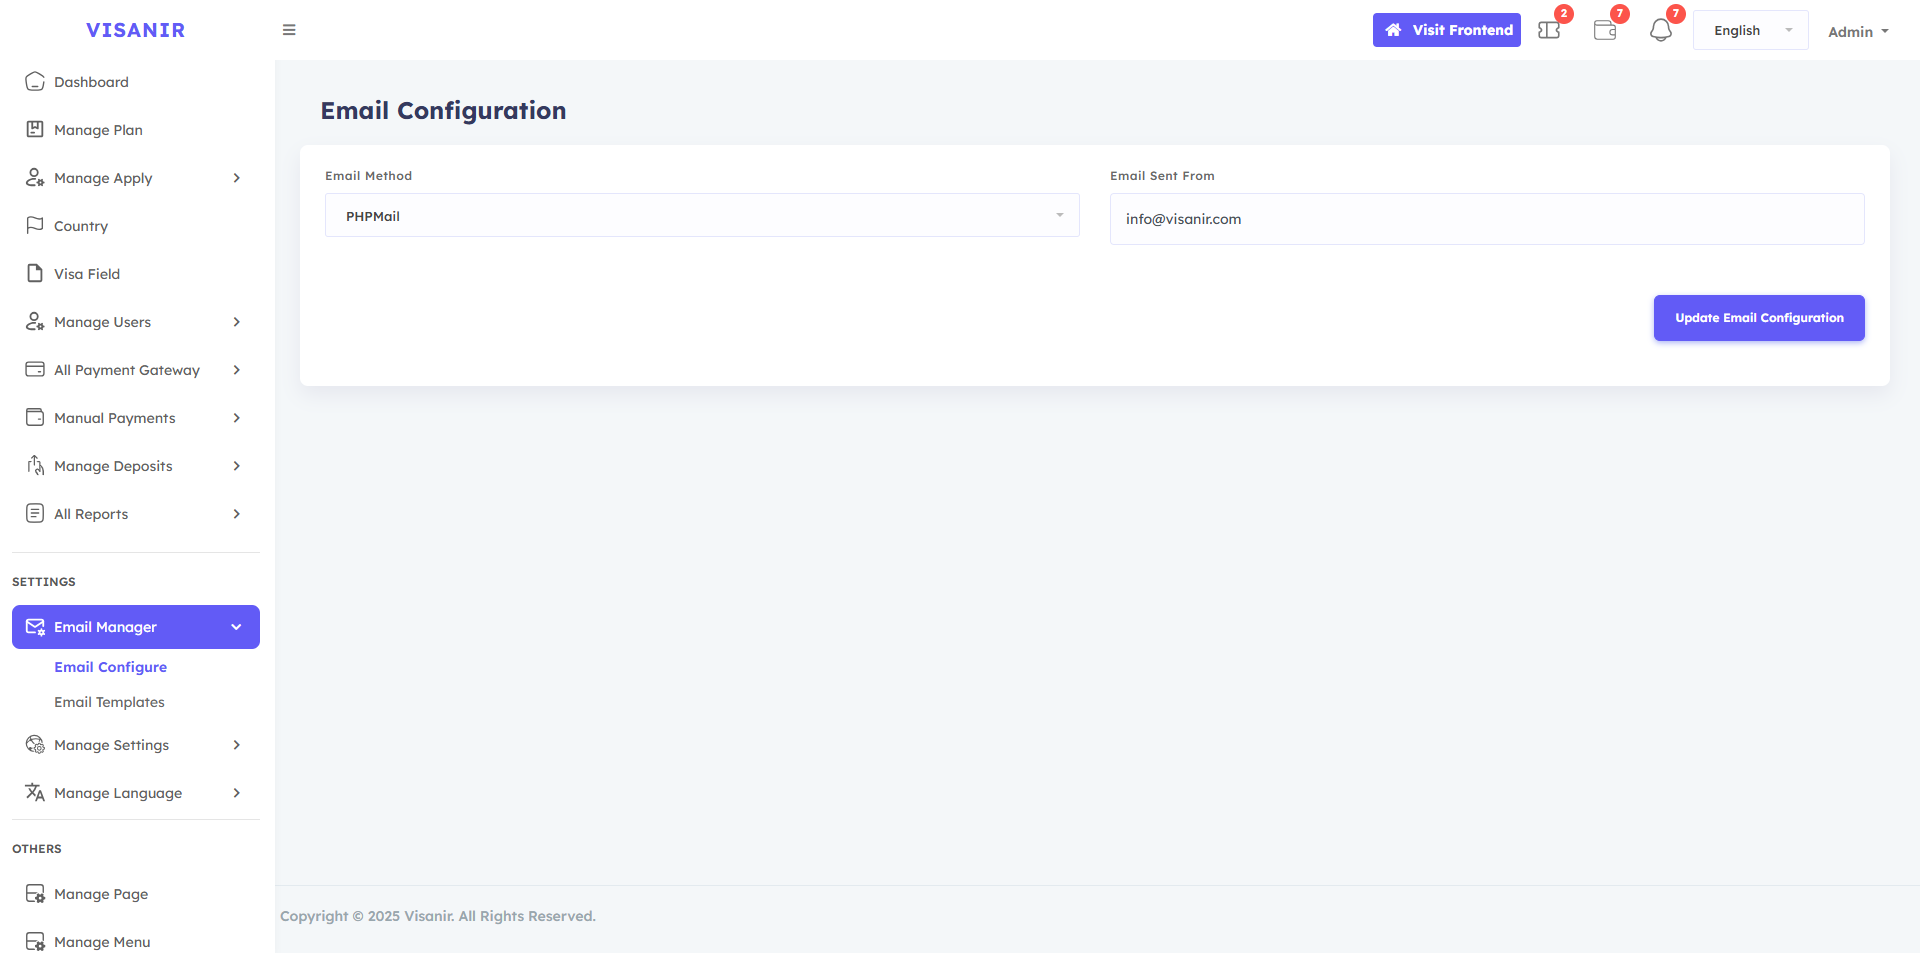 VISANIR
Visit Frontend
2
7
7
English
Admin
Dashboard
Manage Plan
Manage Apply
Country
Visa Field
Manage Users
All Payment Gateway
Manual Payments
Manage Deposits
All Reports
SETTINGS
Email Manager
Email Configure
Email Templates
Manage Settings
Manage Language
OTHERS
Manage Page
Manage Menu
Email Configuration
Email Method
PHPMail
Email Sent From
info@visanir.com
Update Email Configuration
Copyright © 2025 Visanir. All Rights Reserved.